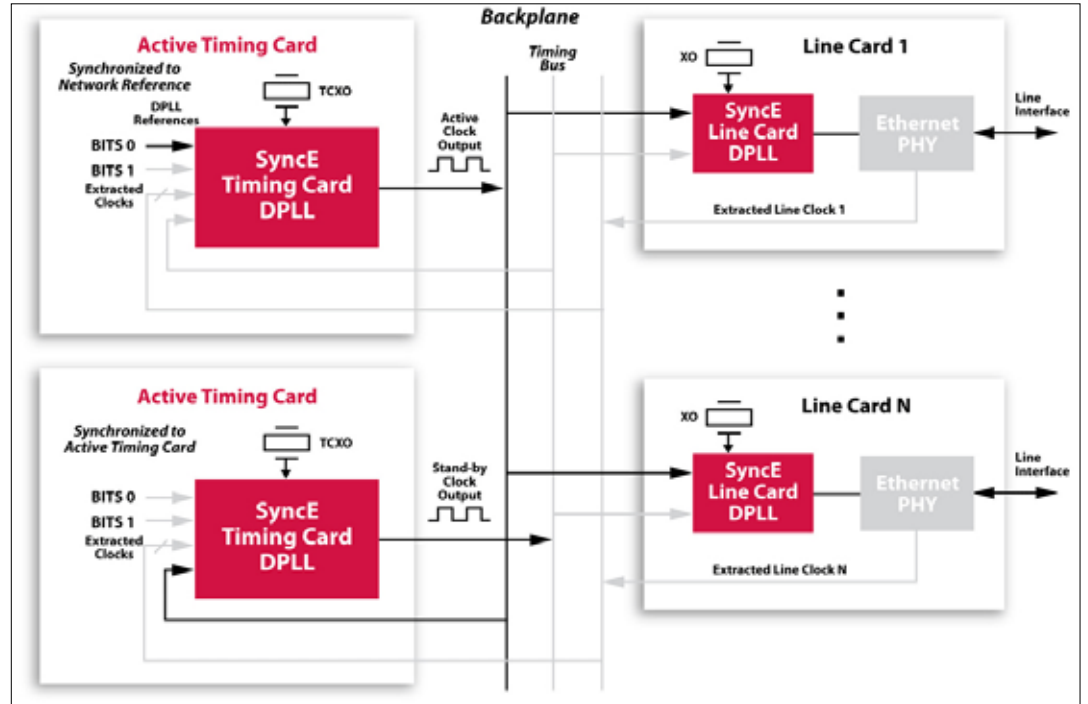 Backplane
Timing
Bus
Active Timing Card
Synchronized to
Network Reference
TCXO
DPLL
References
BITS 0
BITS 1
Extracted
Clocks
SyncE
Timing Card
DPLL
Active
Clock
Output
Line Card 1
XO
SyncE
Line Card
DPLL
Ethernet
PHY
Line
Interface
Extracted Line Clock 1
Active Timing Card
Synchronized to
Active Timing Card
TCXO
BITS 0
BITS 1
Extracted
Clocks
SyncE
Timing Card
DPLL
Stand-by
Clock
Output
Line Card N
XO
SyncE
Line Card
DPLL
Ethernet
PHY
Line
Interface
Extracted Line Clock N